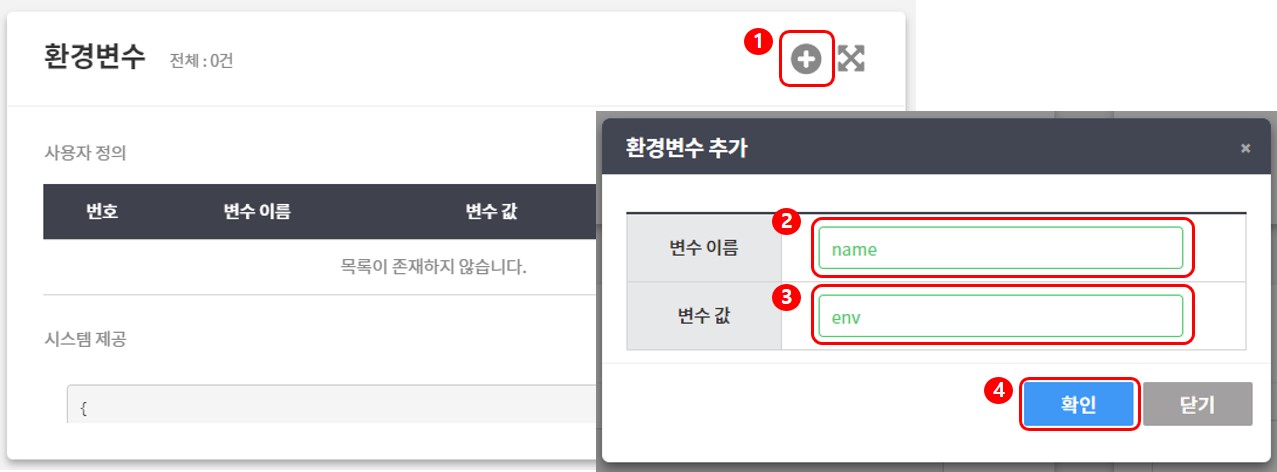 환경변수 전체 : 0건
1
사용자 정의
번호 변수 이름 변수 값
목록이 존재하지 않습니다.
시스템 제공
{
환경변수 추가 ×
2
변수 이름 name
3
변수 값 env
4
확인 닫기